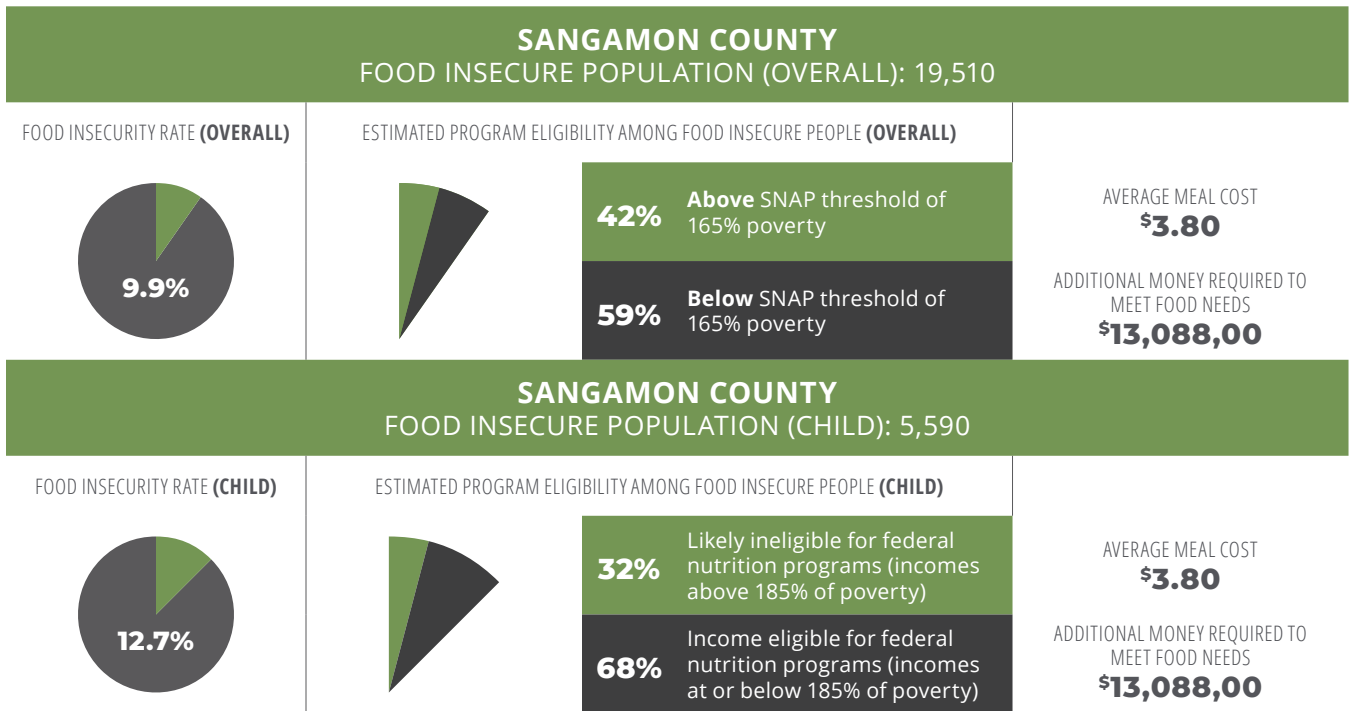 SANGAMON COUNTY
FOOD INSECURE POPULATION (OVERALL): 19,510
FOOD INSECURITY RATE (OVERALL)
9.9%
ESTIMATED PROGRAM ELIGIBILITY AMONG FOOD INSECURE PEOPLE (OVERALL)
42%
Above SNAP threshold of
165% poverty
59%
Below SNAP threshold of
165% poverty
AVERAGE MEAL COST
$3.80
ADDITIONAL MONEY REQUIRED TO
MEET FOOD NEEDS
$13,088,00
SANGAMON COUNTY
FOOD INSECURE POPULATION (CHILD): 5,590
FOOD INSECURITY RATE (CHILD)
12.7%
ESTIMATED PROGRAM ELIGIBILITY AMONG FOOD INSECURE PEOPLE (CHILD)
32%
Likely ineligible for federal
nutrition programs (incomes
above 185% of poverty)
68%
Income eligible for federal
nutrition programs (incomes
at or below 185% of poverty)
AVERAGE MEAL COST
$3.80
ADDITIONAL MONEY REQUIRED TO
MEET FOOD NEEDS
$13,088,00